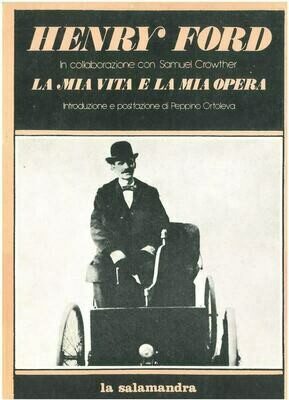 HENRY FORD
In collaborazione con Samuel Crowther
LA MIA VITA E LA MIA OPERA
Introduzione e postfazione di Peppino Ortoleva
la salamandra